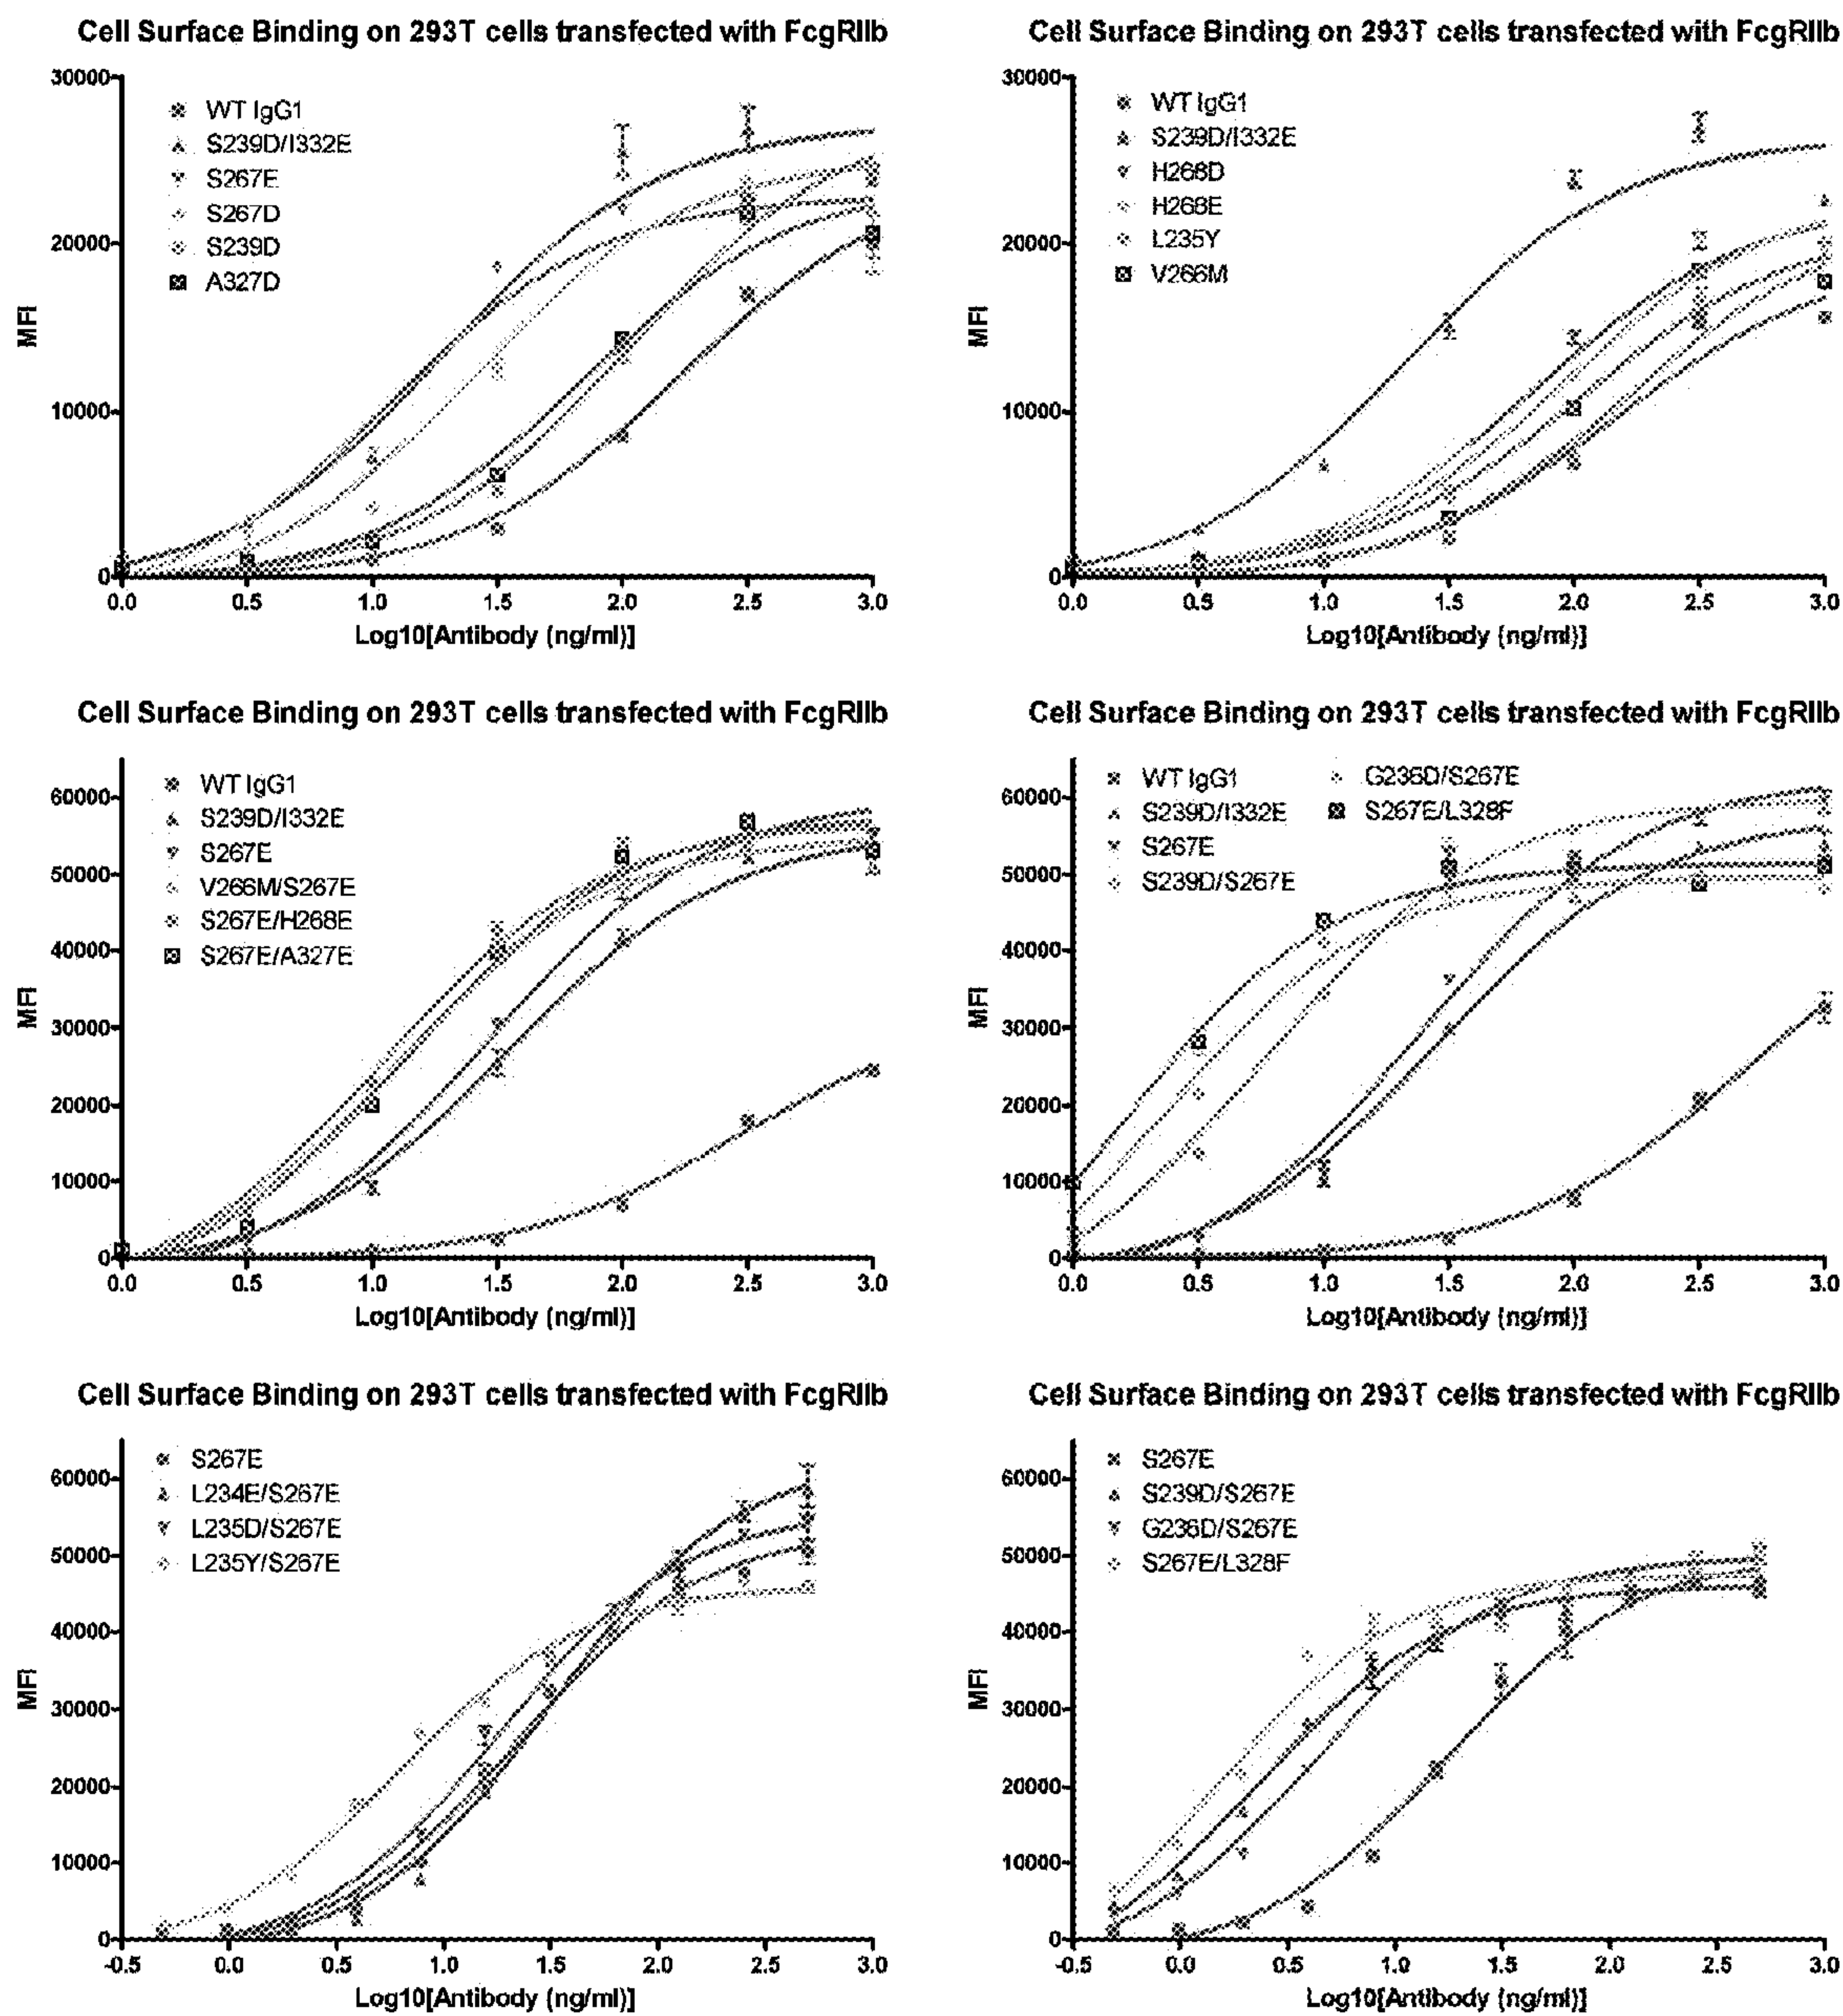 Cell Surface Binding on 293T cells transfected with FcgRIIb
30000
20000
10000
0
MFI
WT IgG1
S239D/I332E
S267E
S267D
S239D
A327D
0.0 0.5 1.0 1.5 2.0 2.5 3.0
Log10[Antibody (ng/ml)]
Cell Surface Binding on 293T cells transfected with FcgRIIb
30000
20000
10000
0
MFI
WT IgG1
S239D/I332E
H268D
H268E
L235Y
V266M
0.0 0.5 1.0 1.5 2.0 2.5 3.0
Log10[Antibody (ng/ml)]
Cell Surface Binding on 293T cells transfected with FcgRIIb
60000
50000
40000
30000
20000
10000
0
MFI
WT IgG1
S239D/I332E
S267E
V266M/S267E
S267E/H268E
S267E/A327E
0.0 0.5 1.0 1.5 2.0 2.5 3.0
Log10[Antibody (ng/ml)]
Cell Surface Binding on 293T cells transfected with FcgRIIb
60000
50000
40000
30000
20000
10000
0
MFI
WT IgG1 G236D/S267E
S239D/I332E S267E/L328F
S267E
S239D/S267E
0.0 0.5 1.0 1.5 2.0 2.5 3.0
Log10[Antibody (ng/ml)]
Cell Surface Binding on 293T cells transfected with FcgRIIb
60000
50000
40000
30000
20000
10000
0
MFI
S267E
L234E/S267E
L235D/S267E
L235Y/S267E
-0.5 0.0 0.5 1.0 1.5 2.0 2.5 3.0
Log10[Antibody (ng/ml)]
Cell Surface Binding on 293T cells transfected with FcgRIIb
60000
50000
40000
30000
20000
10000
0
MFI
S267E
S239D/S267E
G236D/S267E
S267E/L328F
-0.5 0.0 0.5 1.0 1.5 2.0 2.5 3.0
Log10[Antibody (ng/ml)]